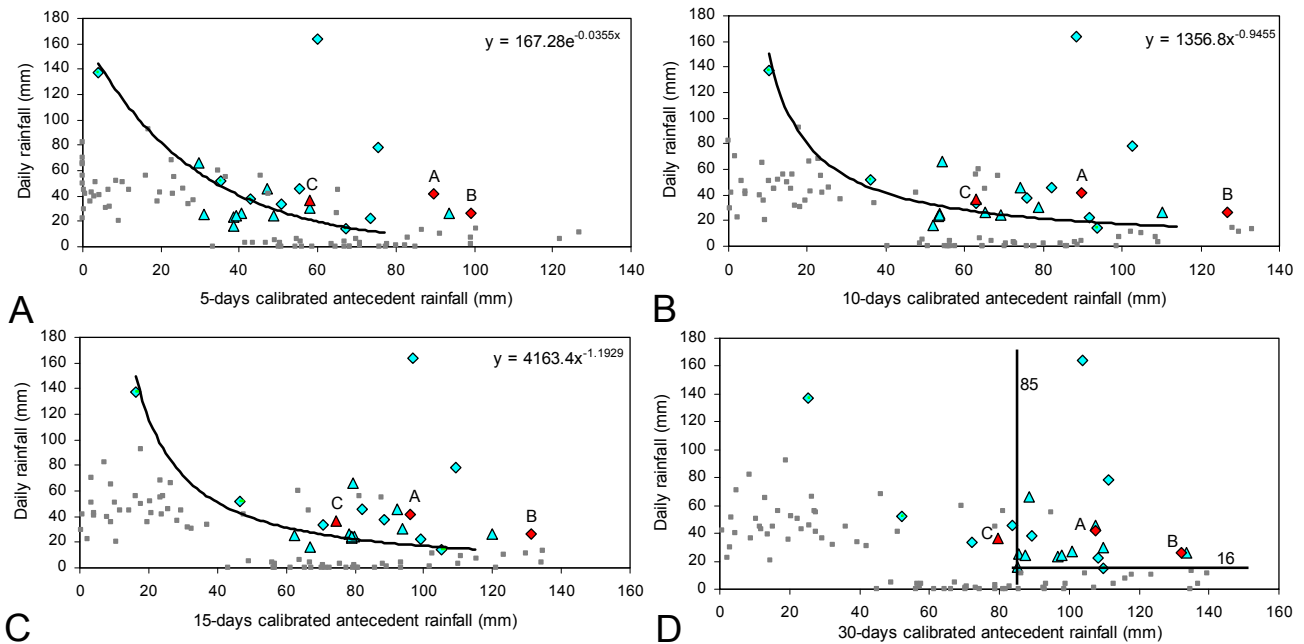 180
160
140
120
100
80
60
40
20
0
Daily rainfall (mm)
y = 167.28e^-0.0355x
C
A
B
0 20 40 60 80 100 120 140
5-days calibrated antecedent rainfall (mm)
A
180
160
140
120
100
80
60
40
20
0
Daily rainfall (mm)
y = 1356.8x^-0.9455
C
A
B
0 20 40 60 80 100 120 140
10-days calibrated antecedent rainfall (mm)
B
180
160
140
120
100
80
60
40
20
0
Daily rainfall (mm)
y = 4163.4x^-1.1929
C
A
B
0 20 40 60 80 100 120 140 160
15-days calibrated antecedent rainfall (mm)
C
180
160
140
120
100
80
60
40
20
0
Daily rainfall (mm)
85
C
A
B
16
0 20 40 60 80 100 120 140 160
30-days calibrated antecedent rainfall (mm)
D